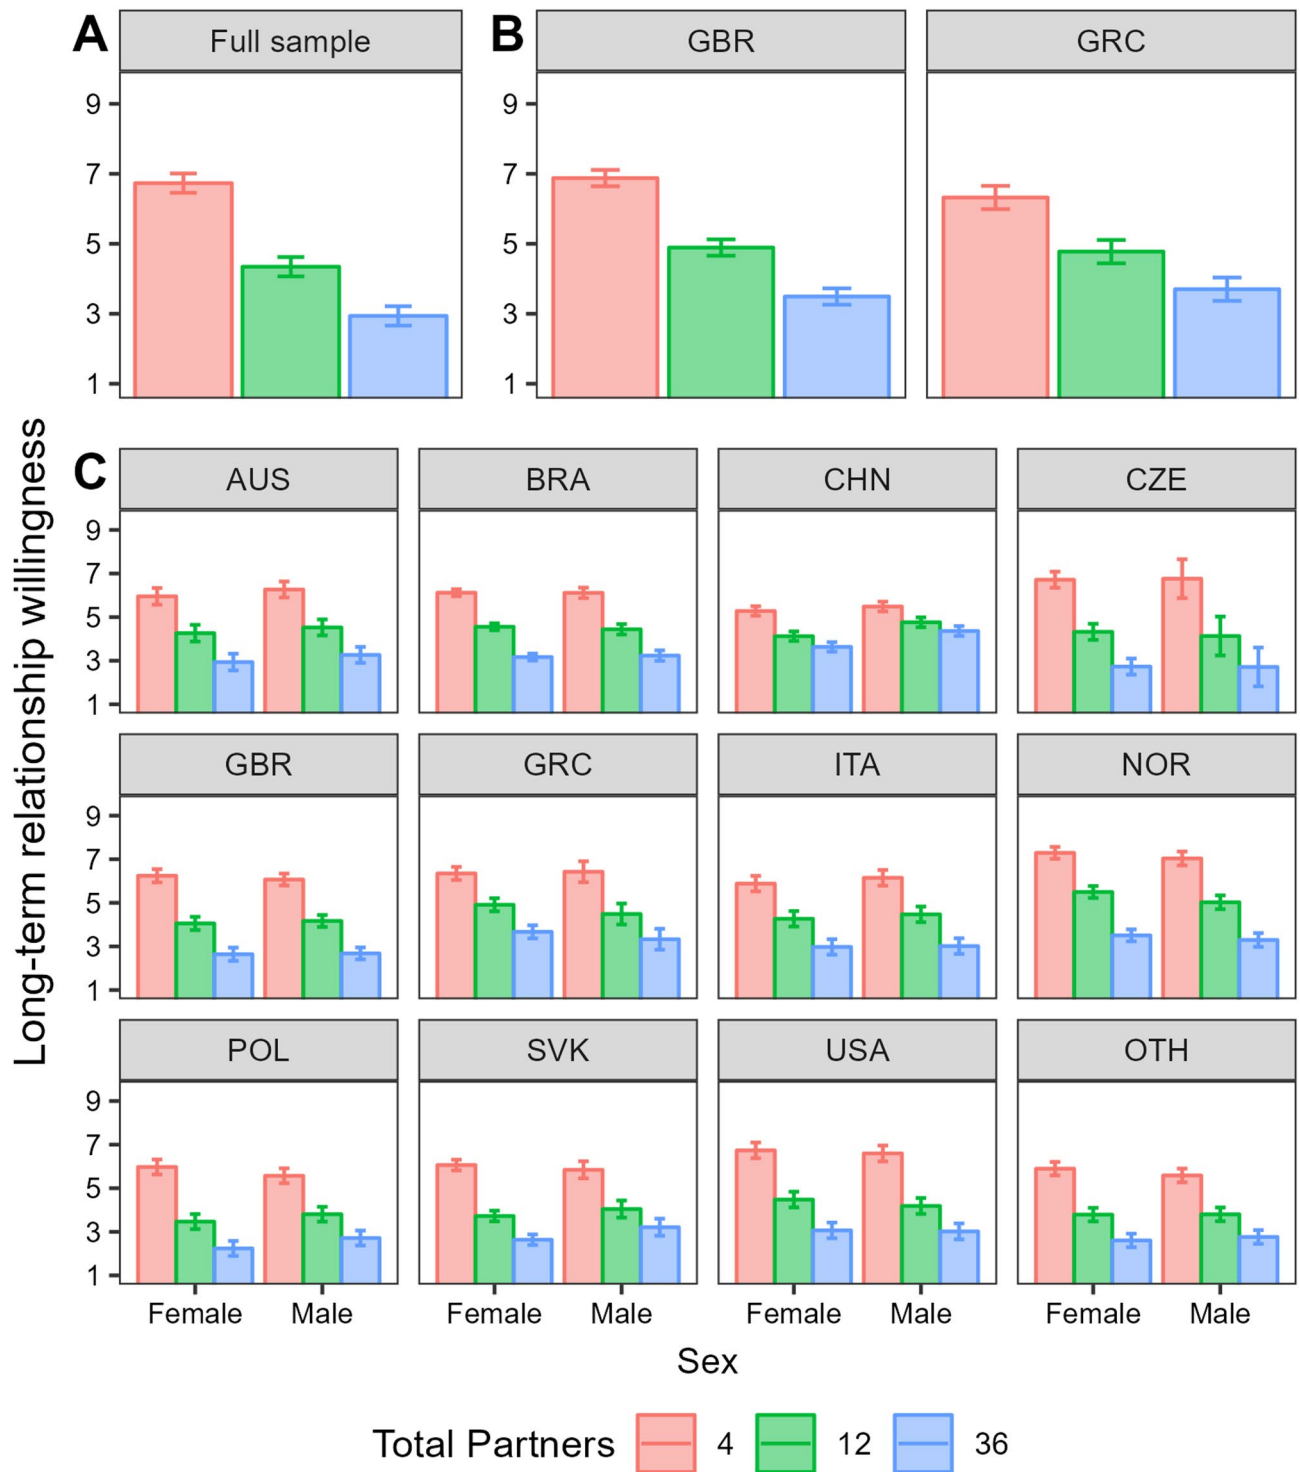 A
Full sample
B
GBR
GRC
9
7
5
3
1
9
7
5
3
1
Long-term relationship willingness
C
AUS
BRA
CHN
CZE
9
7
5
3
1
GBR
GRC
ITA
NOR
9
7
5
3
1
POL
SVK
USA
OTH
9
7
5
3
1
Female Male Female Male Female Male Female Male
Sex
Total Partners 4 12 36